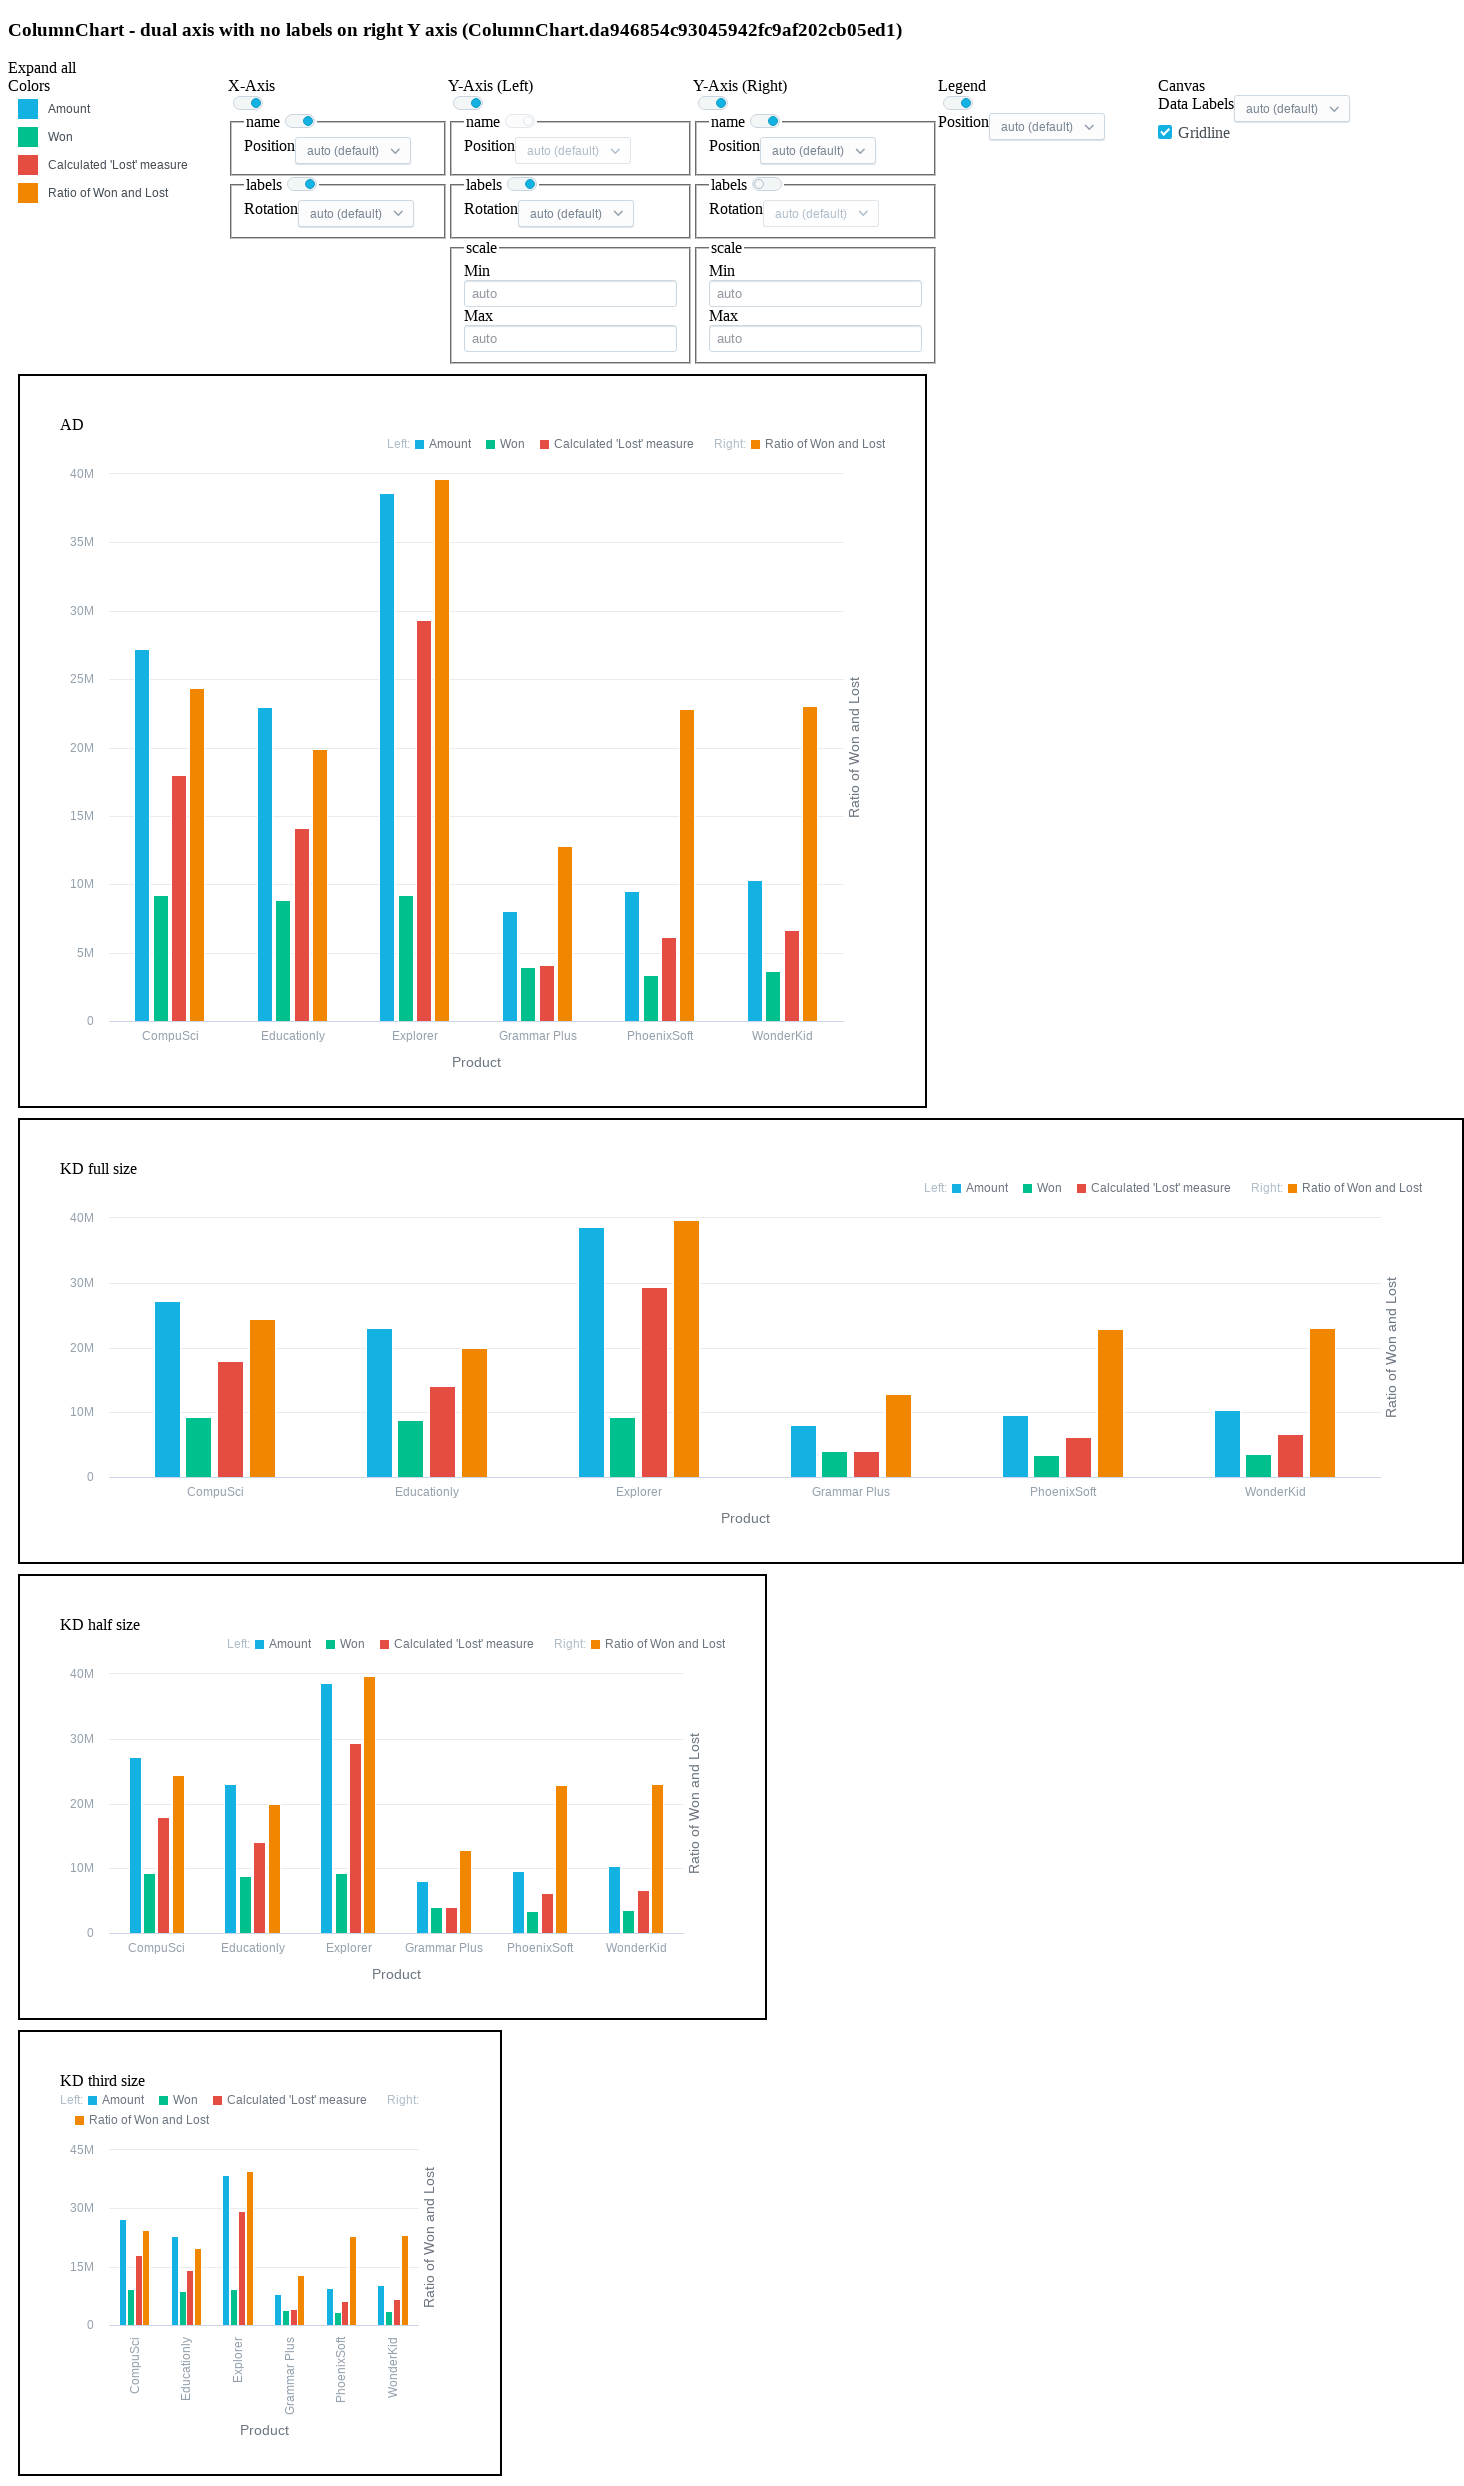 ColumnChart - dual axis with no labels on right Y axis (ColumnChart.da946854c93045942fc9af202cb05ed1)
Expand all
Colors
Amount
Won
Calculated 'Lost' measure
Ratio of Won and Lost
X-Axis
name
Position auto (default)
labels
Rotation auto (default)
Y-Axis (Left)
name
Position auto (default)
labels
Rotation auto (default)
scale
Min
auto
Max
auto
Y-Axis (Right)
name
Position auto (default)
labels
Rotation auto (default)
scale
Min
auto
Max
auto
Legend
Position auto (default)
Canvas
Data Labels auto (default)
Gridline
AD
Left: Amount Won Calculated 'Lost' measure Right: Ratio of Won and Lost
40M
35M
30M
25M
20M
15M
10M
5M
0
Ratio of Won and Lost
CompuSci Educationly Explorer Grammar Plus PhoenixSoft WonderKid
Product
KD full size
Left: Amount Won Calculated 'Lost' measure Right: Ratio of Won and Lost
40M
30M
20M
10M
0
Ratio of Won and Lost
CompuSci Educationly Explorer Grammar Plus PhoenixSoft WonderKid
Product
KD half size
Left: Amount Won Calculated 'Lost' measure Right: Ratio of Won and Lost
40M
30M
20M
10M
0
Ratio of Won and Lost
CompuSci Educationly Explorer Grammar Plus PhoenixSoft WonderKid
Product
KD third size
Left: Amount Won Calculated 'Lost' measure Right:
Ratio of Won and Lost
45M
30M
15M
0
Ratio of Won and Lost
CompuSci Educationly Explorer Grammar Plus PhoenixSoft WonderKid
Product